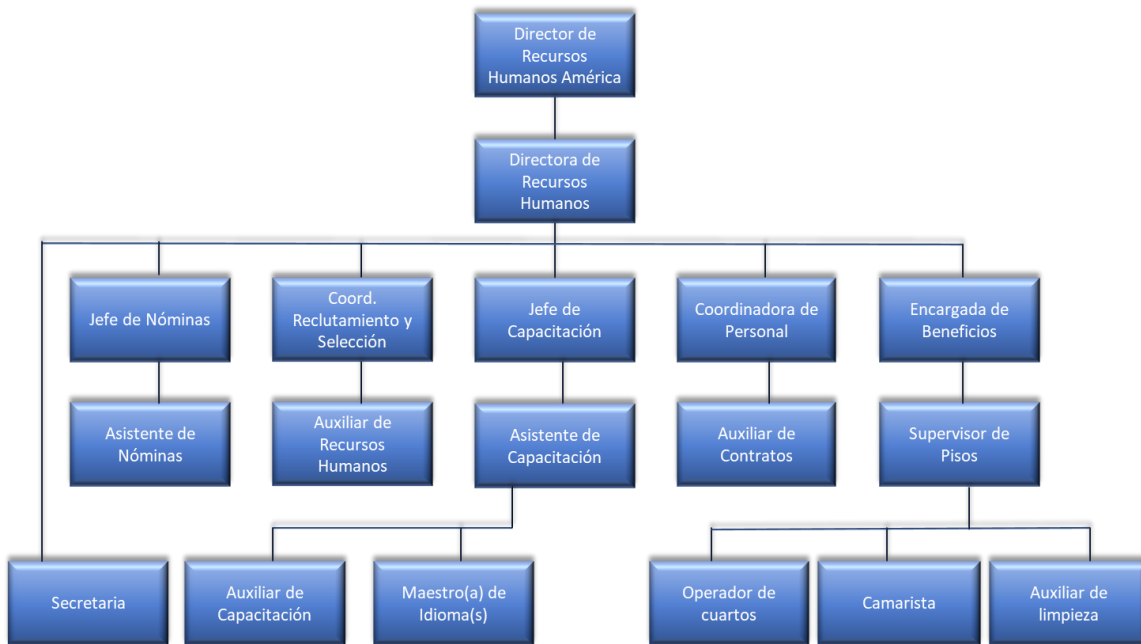 Director de
Recursos
Humanos América
Directora de
Recursos
Humanos
Jefe de Nóminas
Coord.
Reclutamiento y
Selección
Jefe de
Capacitación
Coordinadora de
Personal
Encargada de
Beneficios
Asistente de
Nóminas
Auxiliar de
Recursos
Humanos
Asistente de
Capacitación
Auxiliar de
Contratos
Supervisor de
Pisos
Secretaria
Auxiliar de
Capacitación
Maestro(a) de
Idioma(s)
Operador de
cuartos
Camarista
Auxiliar de
limpieza